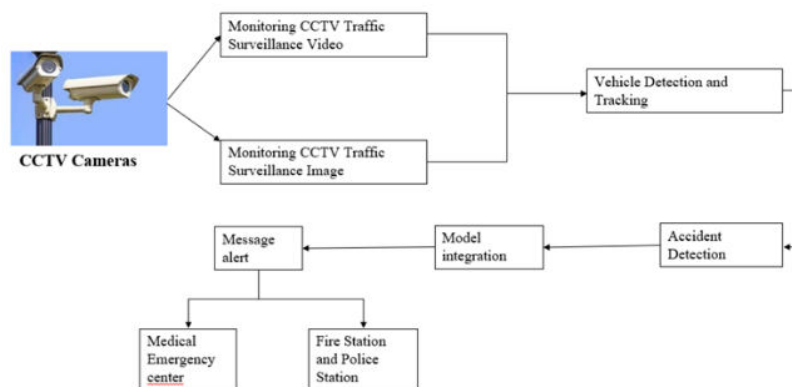 Monitoring CCTV Traffic
Surveillance Video
Vehicle Detection and
Tracking
CCTV Cameras
Monitoring CCTV Traffic
Surveillance Image
Message
alert
Model
integration
Accident
Detection
Medical
Emergency
center
Fire Station
and Police
Station